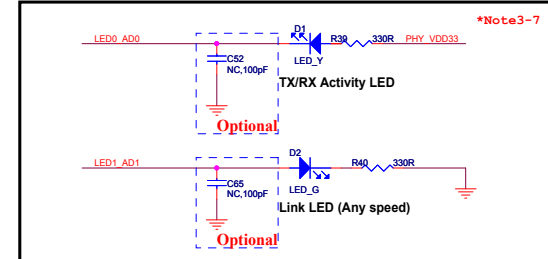 *Note3-7
D1
LED0_AD0
R39
330R
PHY_VDD33
C52
NC,100pF
LED_Y
TX/RX Activity LED
Optional
D2
LED1_AD1
R40
330R
C65
NC,100pF
LED_G
Link LED (Any speed)
Optional